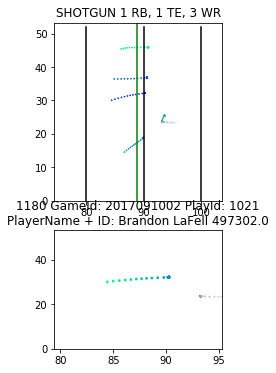 SHOTGUN 1 RB, 1 TE, 3 WR
50
40
30
20
10
0
80 90 100
1180 GameId: 2017091002 PlayId: 1021
PlayerName + ID: Brandon LaFell 497302.0
40
20
0
80 85 90 95